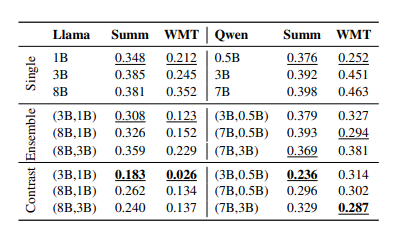 Llama Summ WMT Qwen Summ WMT
Single
1B 0.348 0.212 0.5B 0.376 0.252
3B 0.385 0.245 3B 0.392 0.451
8B 0.381 0.352 7B 0.398 0.463
Ensemble
(3B,1B) 0.308 0.123 (3B,0.5B) 0.379 0.327
(8B,1B) 0.326 0.152 (7B,0.5B) 0.393 0.294
(8B,3B) 0.359 0.229 (7B,3B) 0.369 0.381
Contrast
(3B,1B) 0.183 0.026 (3B,0.5B) 0.236 0.314
(8B,1B) 0.262 0.134 (7B,0.5B) 0.296 0.302
(8B,3B) 0.240 0.137 (7B,3B) 0.329 0.287